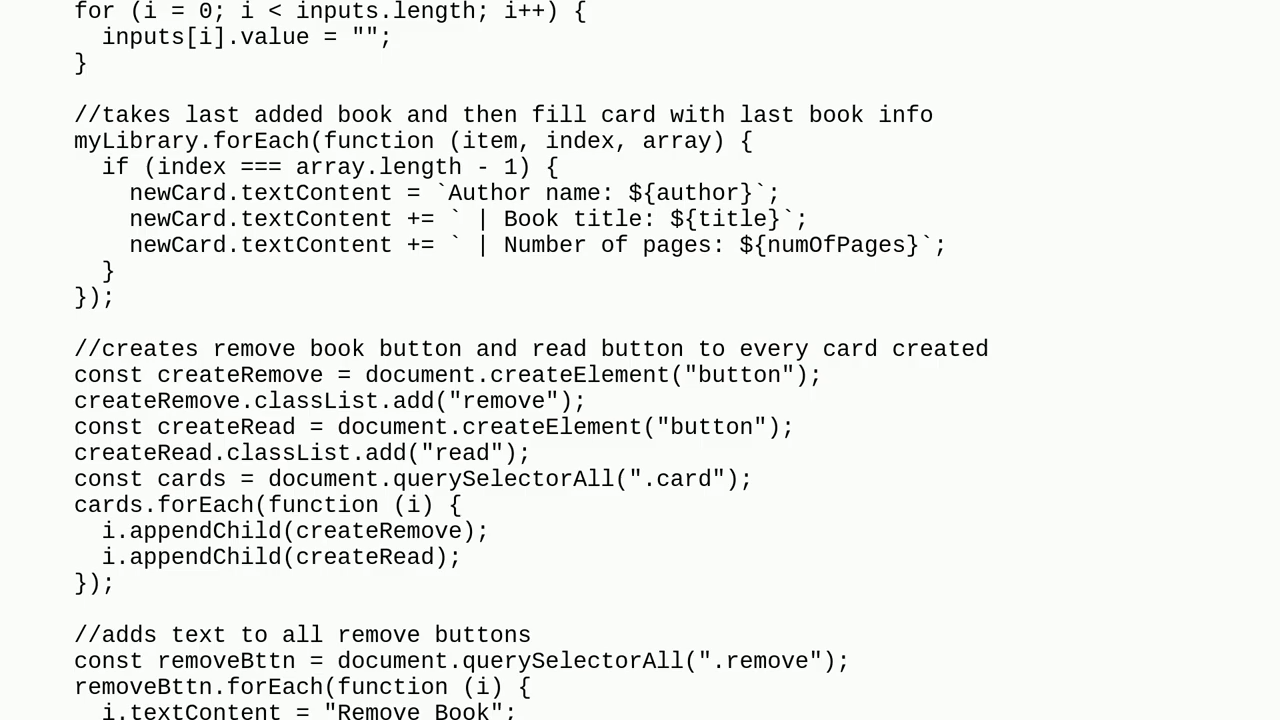 for (i = 0; i < inputs.length; i++) {
  inputs[i].value = "";
}

//takes last added book and then fill card with last book info
myLibrary.forEach(function (item, index, array) {
  if (index === array.length - 1) {
    newCard.textContent = `Author name: ${author}`;
    newCard.textContent += ` | Book title: ${title}`;
    newCard.textContent += ` | Number of pages: ${numOfPages}`;
  }
});

//creates remove book button and read button to every card created
const createRemove = document.createElement("button");
createRemove.classList.add("remove");
const createRead = document.createElement("button");
createRead.classList.add("read");
const cards = document.querySelectorAll(".card");
cards.forEach(function (i) {
  i.appendChild(createRemove);
  i.appendChild(createRead);
});

//adds text to all remove buttons
const removeBttn = document.querySelectorAll(".remove");
removeBttn.forEach(function (i) {
  i.textContent = "Remove Book";